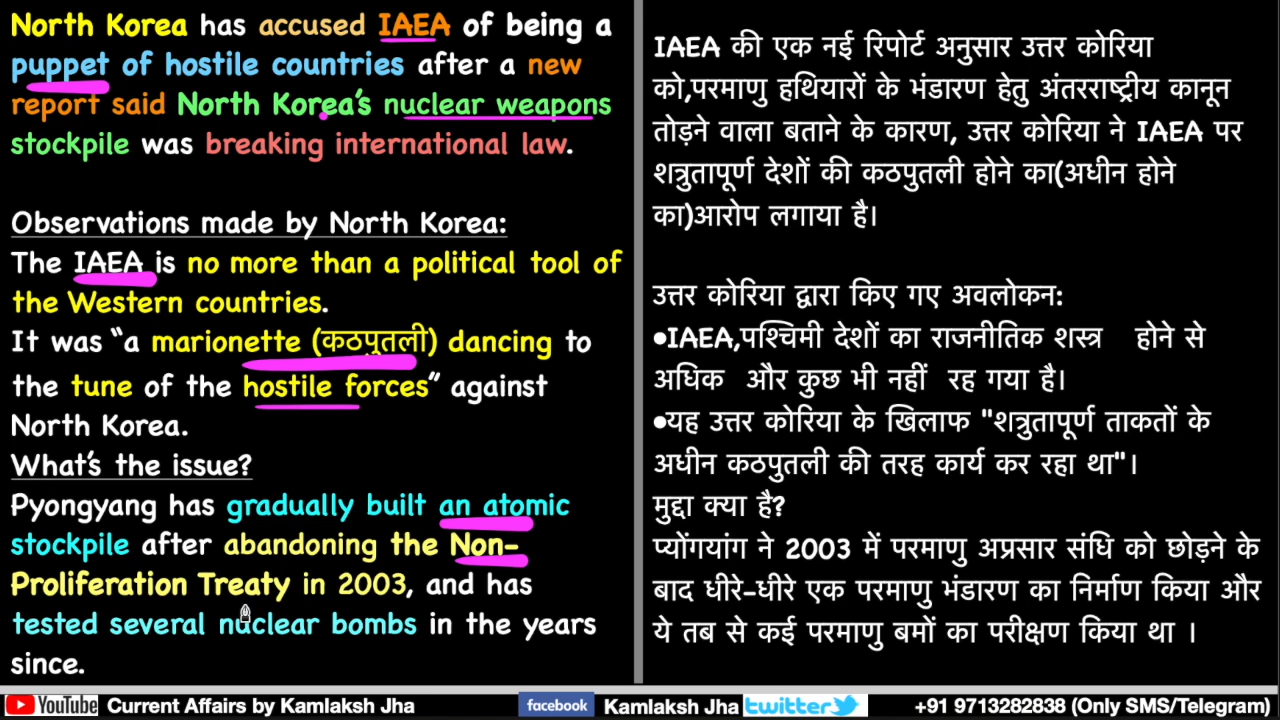 North Korea has accused IAEA of being a
puppet of hostile countries after a new
report said North Korea's nuclear weapons
stockpile was breaking international law.
Observations made by North Korea:
The IAEA is no more than a political tool of
the Western countries.
It was "a marionette (कठपुतली) dancing to
the tune of the hostile forces" against
North Korea.
What's the issue?
Pyongyang has gradually built an atomic
stockpile after abandoning the Non-
Proliferation Treaty in 2003, and has
tested several nuclear bombs in the years
since.
IAEA की एक नई रिपोर्ट अनुसार उत्तर कोरिया
को,परमाणु हथियारों के भंडारण हेतु अंतरराष्ट्रीय कानून
तोड़ने वाला बताने के कारण, उत्तर कोरिया ने IAEA पर
शत्रुतापूर्ण देशों की कठपुतली होने का(अधीन होने
का)आरोप लगाया है।
उत्तर कोरिया द्वारा किए गए अवलोकन:
•IAEA,पश्चिमी देशों का राजनीतिक शस्त्र होने से
अधिक और कुछ भी नहीं रह गया है।
•यह उत्तर कोरिया के खिलाफ "शत्रुतापूर्ण ताकतों के
अधीन कठपुतली की तरह कार्य कर रहा था"।
मुद्दा क्या है?
प्योंगयांग ने 2003 में परमाणु अप्रसार संधि को छोड़ने के
बाद धीरे-धीरे एक परमाणु भंडारण का निर्माण किया और
ये तब से कई परमाणु बमों का परीक्षण किया था ।
YouTube Current Affairs by Kamlaksh Jha facebook Kamlaksh Jha twitter +91 9713282838 (Only SMS/Telegram)